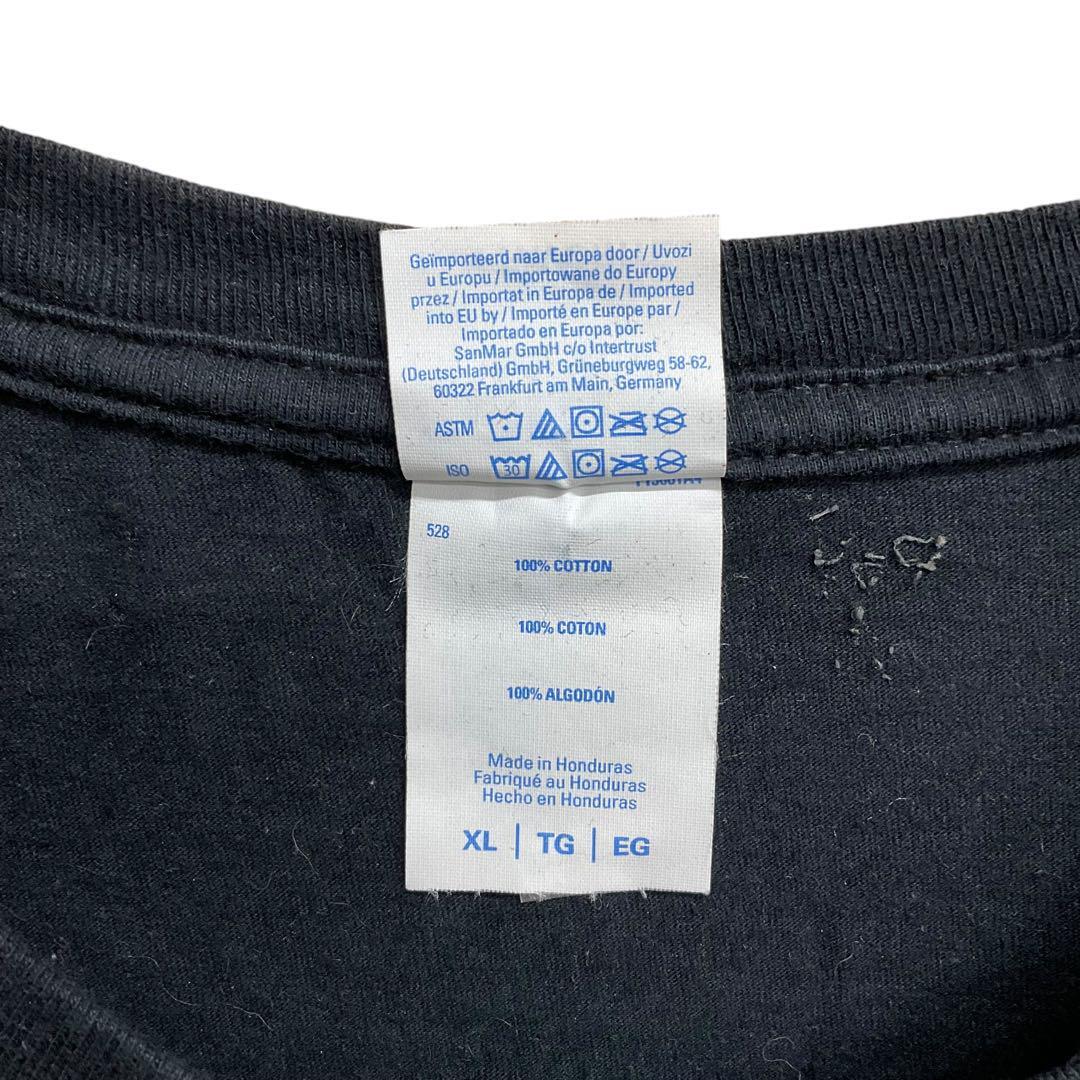 Geïmporteerd naar Europa door / Uvozi
u Europu / Importowane do Europy
przez / Importat in Europa de / Imported
into EU by / Importé en Europe par /
Importado en Europa por:
SanMar GmbH c/o Intertrust
(Deutschland) GmbH, Grüneburgweg 58-62,
60322 Frankfurt am Main, Germany
ASTM
ISO 30
528
100% COTTON
100% COTON
100% ALGODÓN
Made in Honduras
Fabriqué au Honduras
Hecho en Honduras
XL | TG | EG